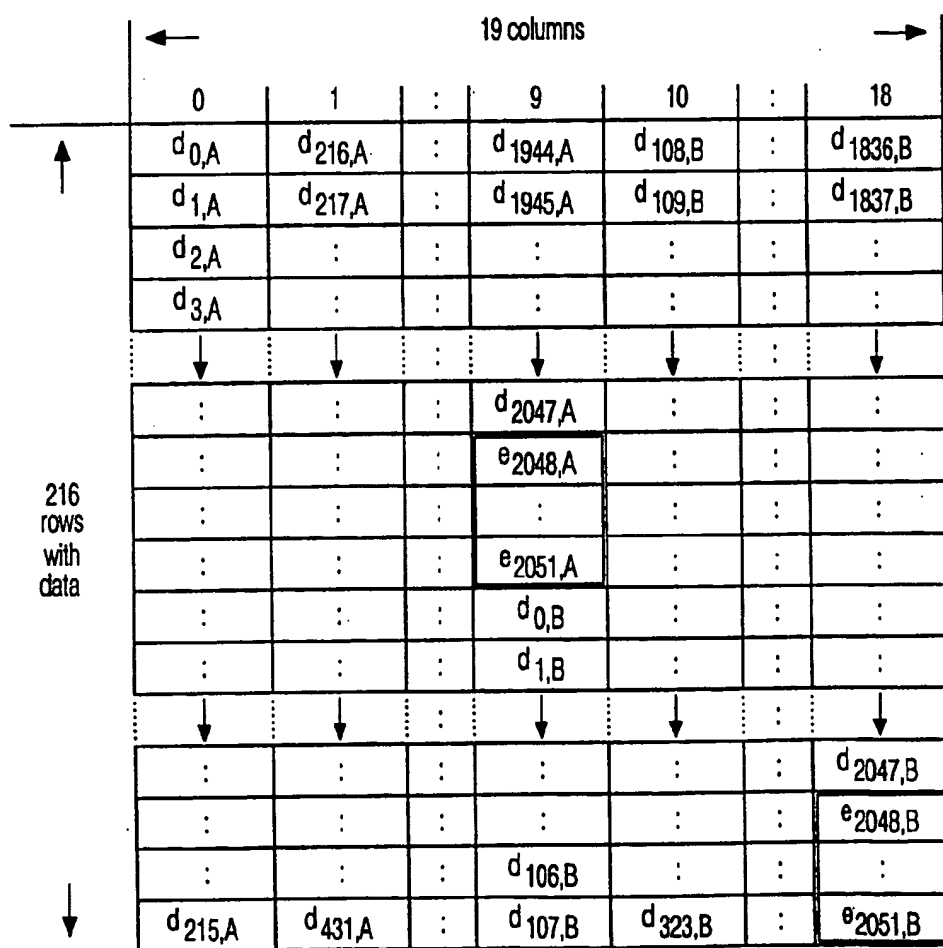 19 columns
0 1 : 9 10 : 18
d0,A d216,A : d1944,A d108,B : d1836,B
d1,A d217,A : d1945,A d109,B : d1837,B
d2,A : : : : : :
d3,A : : : : : :
: :
: : : d2047,A : : :
: : : e2048,A : : :
: : : : : : :
: : : e2051,A : : :
: : : d0,B : : :
: : : d1,B : : :
: :
: : : : : : d2047,B
: : : : : : e2048,B
: : : d106,B : : :
d215,A d431,A : d107,B d323,B : e2051,B
216
rows
with
data